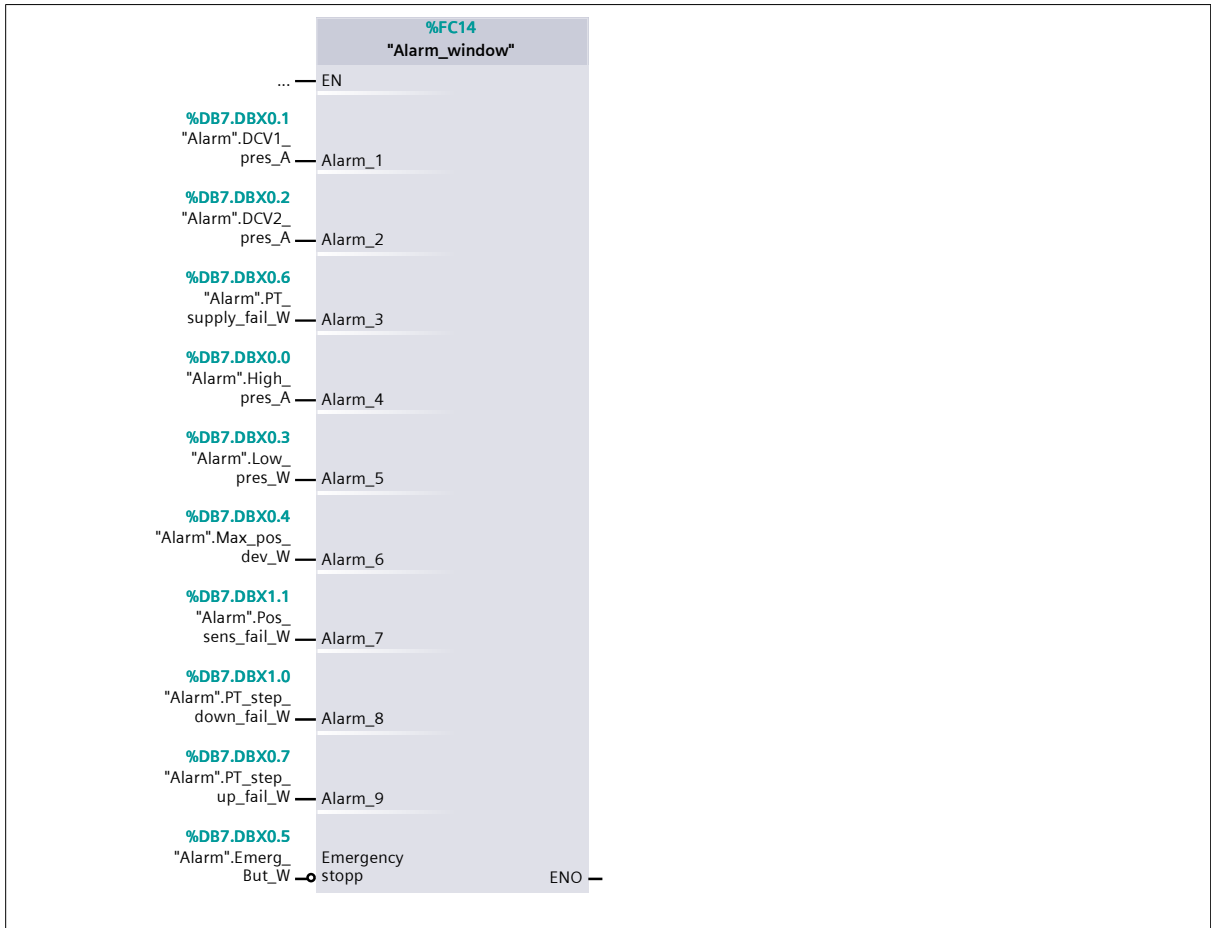 %FC14
"Alarm_window"
... EN
%DB7.DBX0.1
"Alarm".DCV1_
pres_A Alarm_1
%DB7.DBX0.2
"Alarm".DCV2_
pres_A Alarm_2
%DB7.DBX0.6
"Alarm".PT_
supply_fail_W Alarm_3
%DB7.DBX0.0
"Alarm".High_
pres_A Alarm_4
%DB7.DBX0.3
"Alarm".Low_
pres_W Alarm_5
%DB7.DBX0.4
"Alarm".Max_pos_
dev_W Alarm_6
%DB7.DBX1.1
"Alarm".Pos_
sens_fail_W Alarm_7
%DB7.DBX1.0
"Alarm".PT_step_
down_fail_W Alarm_8
%DB7.DBX0.7
"Alarm".PT_step_
up_fail_W Alarm_9
%DB7.DBX0.5
"Alarm".Emerg_ Emergency
But_W stopp ENO